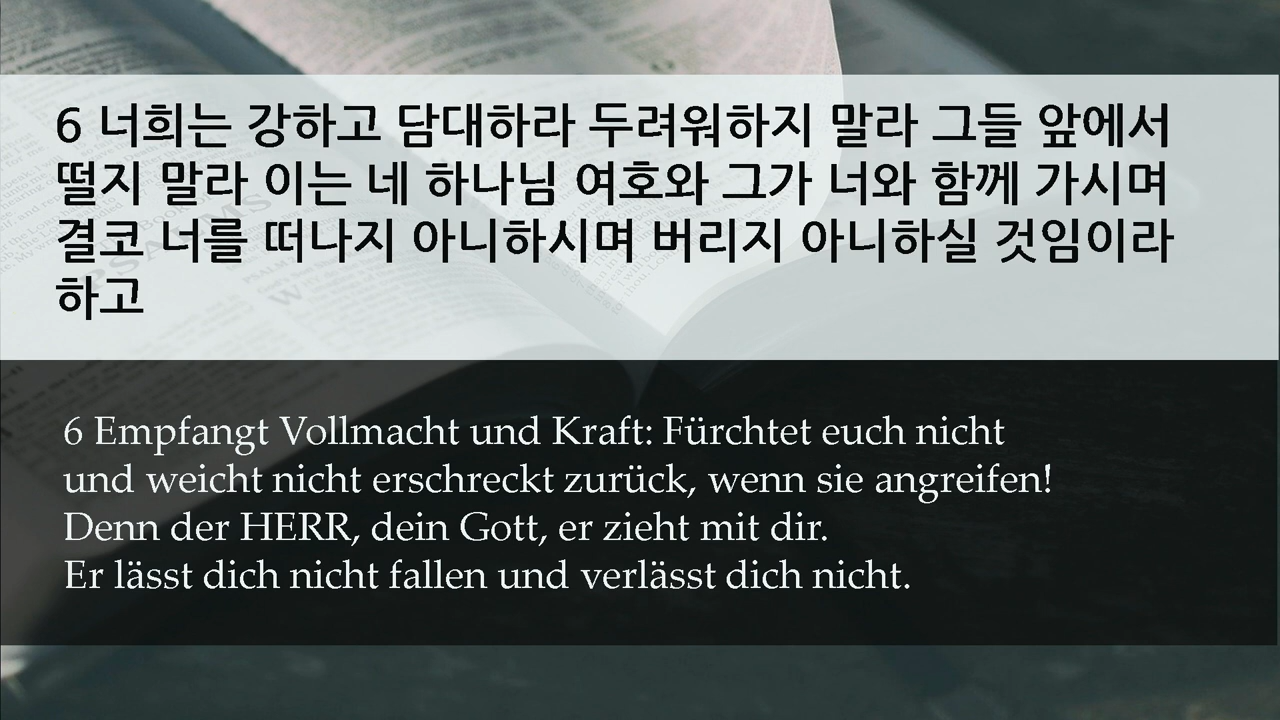 6 너희는 강하고 담대하라 두려워하지 말라 그들 앞에서
떨지 말라 이는 네 하나님 여호와 그가 너와 함께 가시며
결코 너를 떠나지 아니하시며 버리지 아니하실 것임이라
하고
PSALMS
6 Empfangt Vollmacht und Kraft: Fürchtet euch nicht
und weicht nicht erschreckt zurück, wenn sie angreifen!
Denn der HERR, dein Gott, er zieht mit dir.
Er lässt dich nicht fallen und verlässt dich nicht.